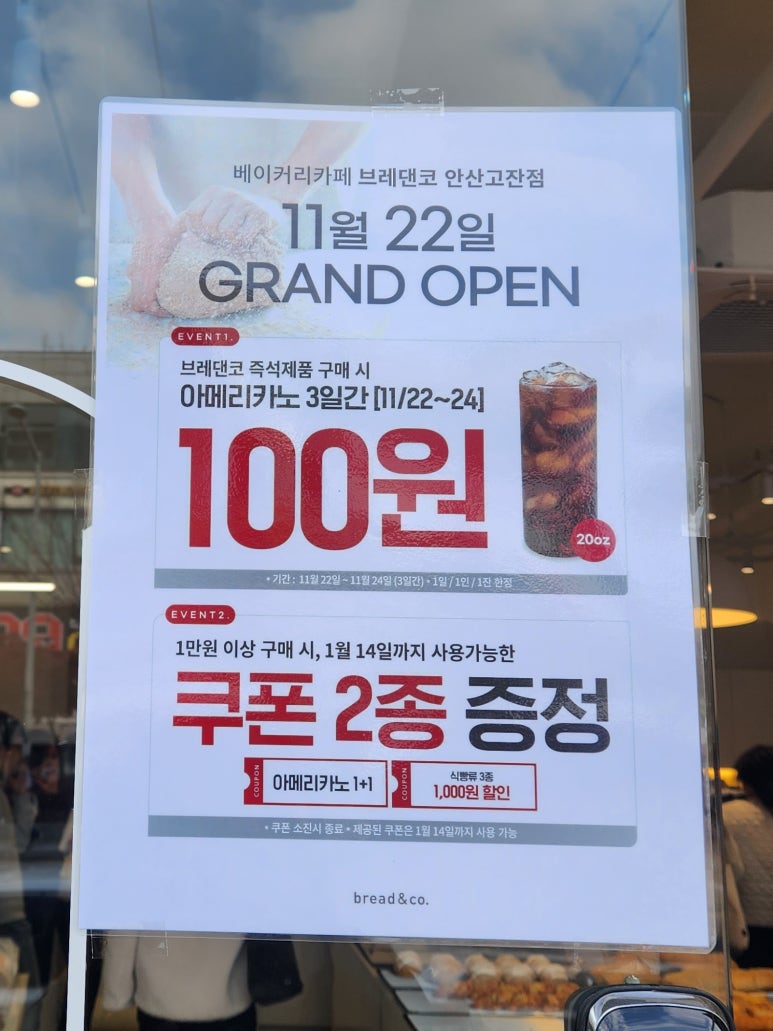 베이커리카페 브레댄코 안산고잔점
11월 22일
GRAND OPEN
EVENT1.
브레댄코 즉석제품 구매 시
아메리카노 3일간 [11/22~24]
100원
20oz
• 기간 : 11월 22일 ~ 11월 24일 (3일간) • 1일 / 1인 / 1잔 한정
EVENT2.
1만원 이상 구매 시, 1월 14일까지 사용가능한
쿠폰 2종 증정
COUPON
아메리카노 1+1
COUPON
식빵류 3종
1,000원 할인
• 쿠폰 소진시 종료 • 제공된 쿠폰은 1월 14일까지 사용 가능
bread&co.